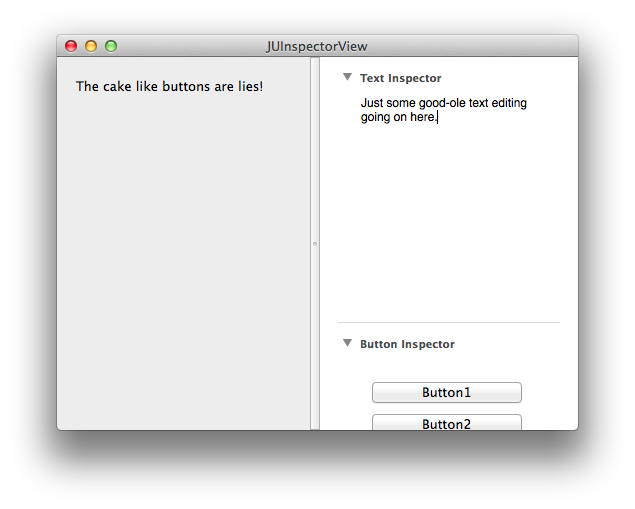 JUInspectorView
The cake like buttons are lies!
Text Inspector
Just some good-ole text editing
going on here.
Button Inspector
Button1
Button2